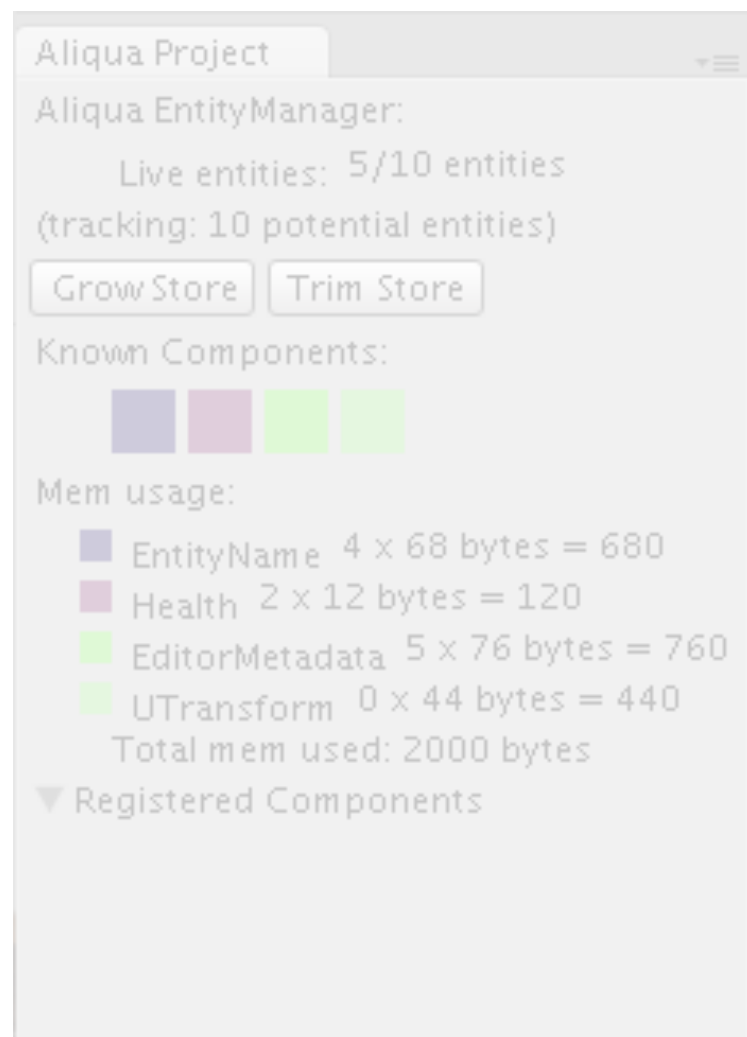 Aliqua Project
Aliqua EntityManager:
Live entities: 5/10 entities
(tracking: 10 potential entities)
Grow Store Trim Store
Known Components:
Mem usage:
EntityName 4 x 68 bytes = 680
Health 2 x 12 bytes = 120
EditorMetadata 5 x 76 bytes = 760
UTransform 0 x 44 bytes = 440
Total mem used: 2000 bytes
Registered Components